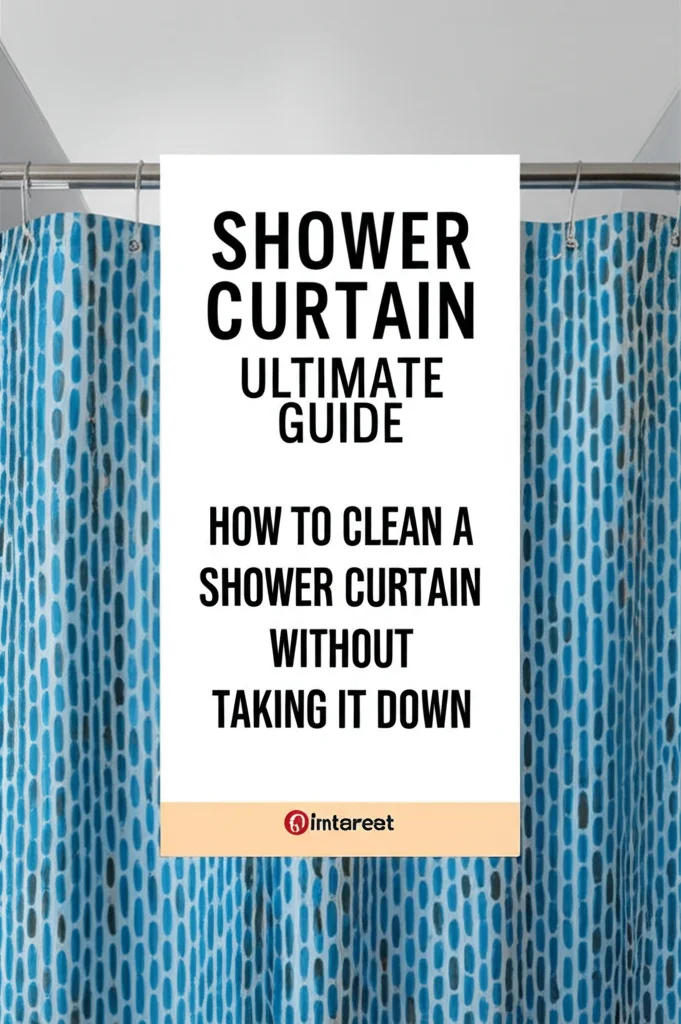 SHOWER
CURTAIN
ULTIMATE
GUIDE
HOW TO CLEAN A
SHOWER CURTAIN
WITHOUT
TAKING IT DOWN
imtareet